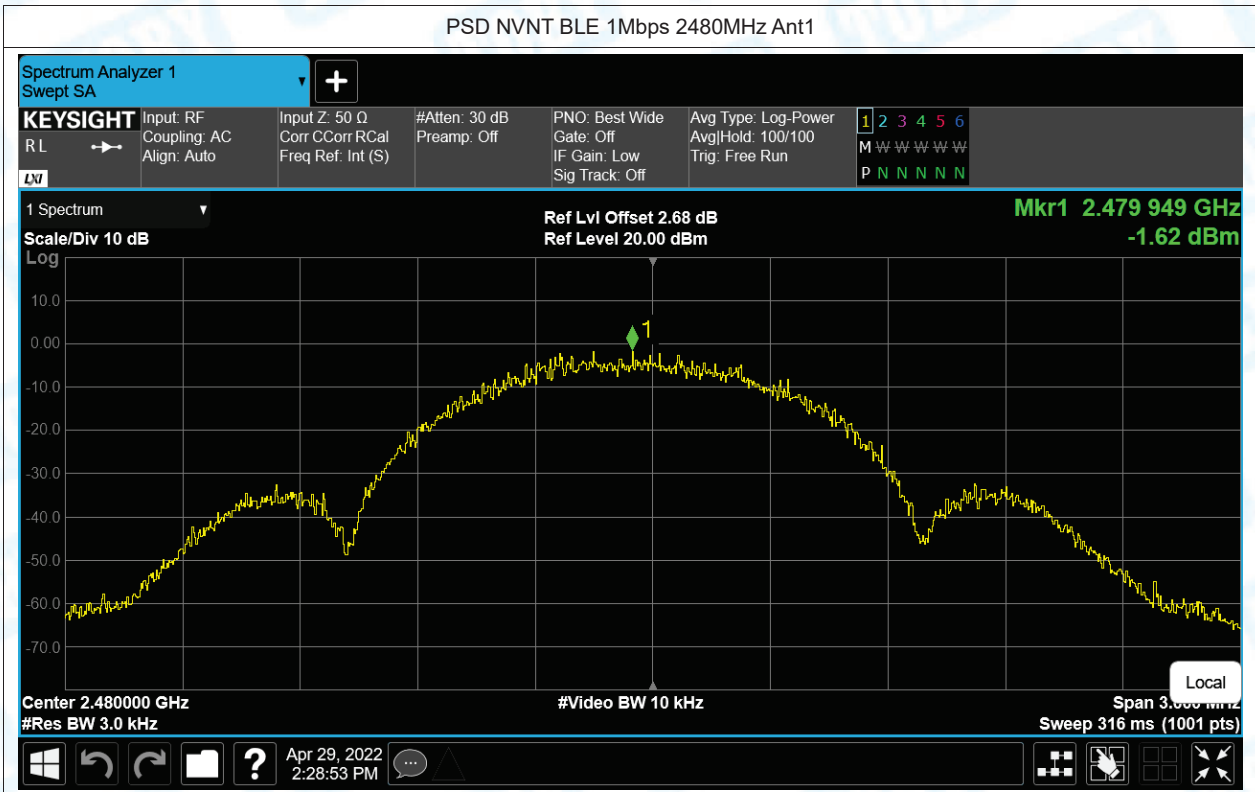 PSD NVNT BLE 1Mbps 2480MHz Ant1
Spectrum Analyzer 1
Swept SA
KEYSIGHT
RL
LXI
Input: RF
Coupling: AC
Align: Auto
Input Z: 50 Ω
Corr CCorr RCal
Freq Ref: Int (S)
#Atten: 30 dB
Preamp: Off
PNO: Best Wide
Gate: Off
IF Gain: Low
Sig Track: Off
Avg Type: Log-Power
Avg|Hold: 100/100
Trig: Free Run
1 2 3 4 5 6
M W W W W W
P N N N N N
1 Spectrum
Scale/Div 10 dB
Log
Ref Lvl Offset 2.68 dB
Ref Level 20.00 dBm
Mkr1 2.479 949 GHz
-1.62 dBm
1
10.0
0.00
-10.0
-20.0
-30.0
-40.0
-50.0
-60.0
-70.0
Local
Center 2.480000 GHz
#Video BW 10 kHz
Span 3.000 MHz
#Res BW 3.0 kHz
Sweep 316 ms (1001 pts)
?
Apr 29, 2022
2:28:53 PM